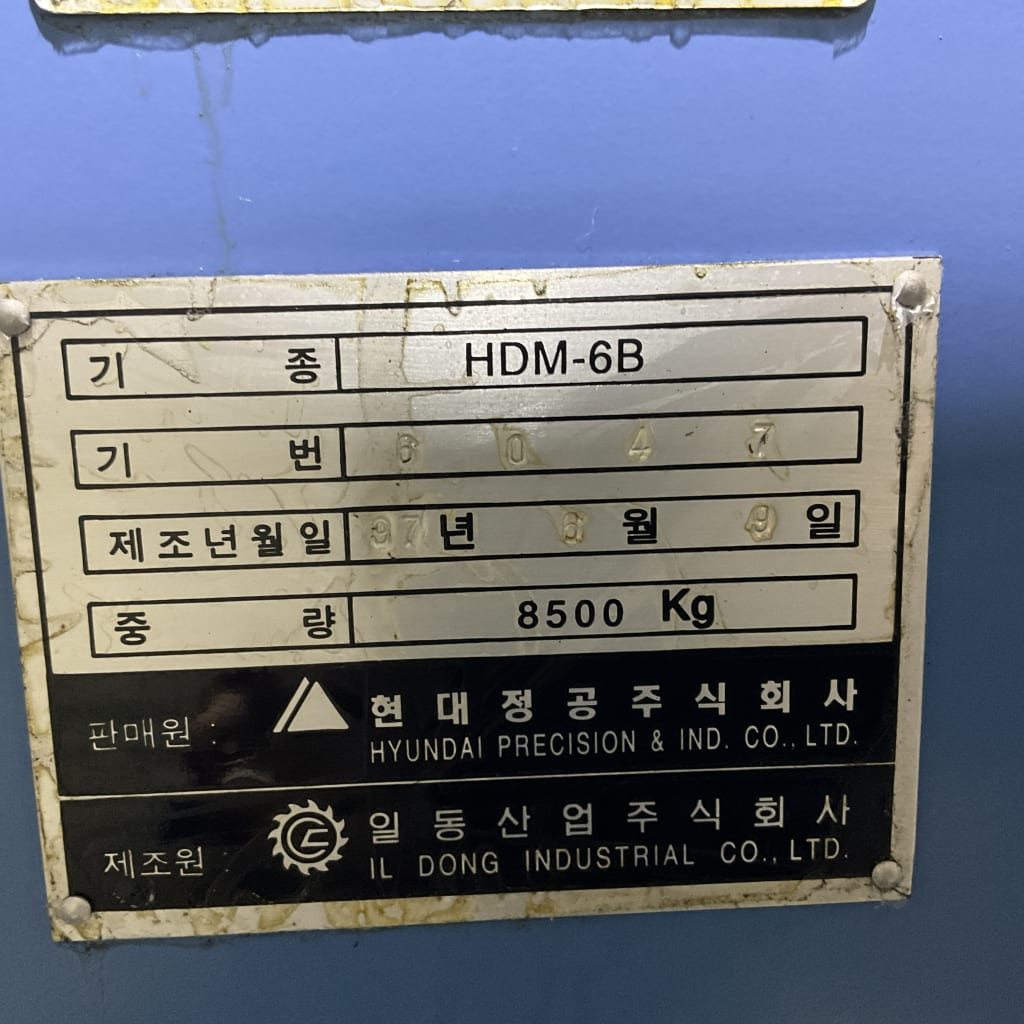 기 종 HDM-6B
기 번 6 0 4 7
제조년월일 97 년 6 월 9 일
중 량 8500 Kg
판매원 : 현대정공주식회사
HYUNDAI PRECISION & IND. CO., LTD.
제조원 : 일동산업주식회사
IL DONG INDUSTRIAL CO., LTD.